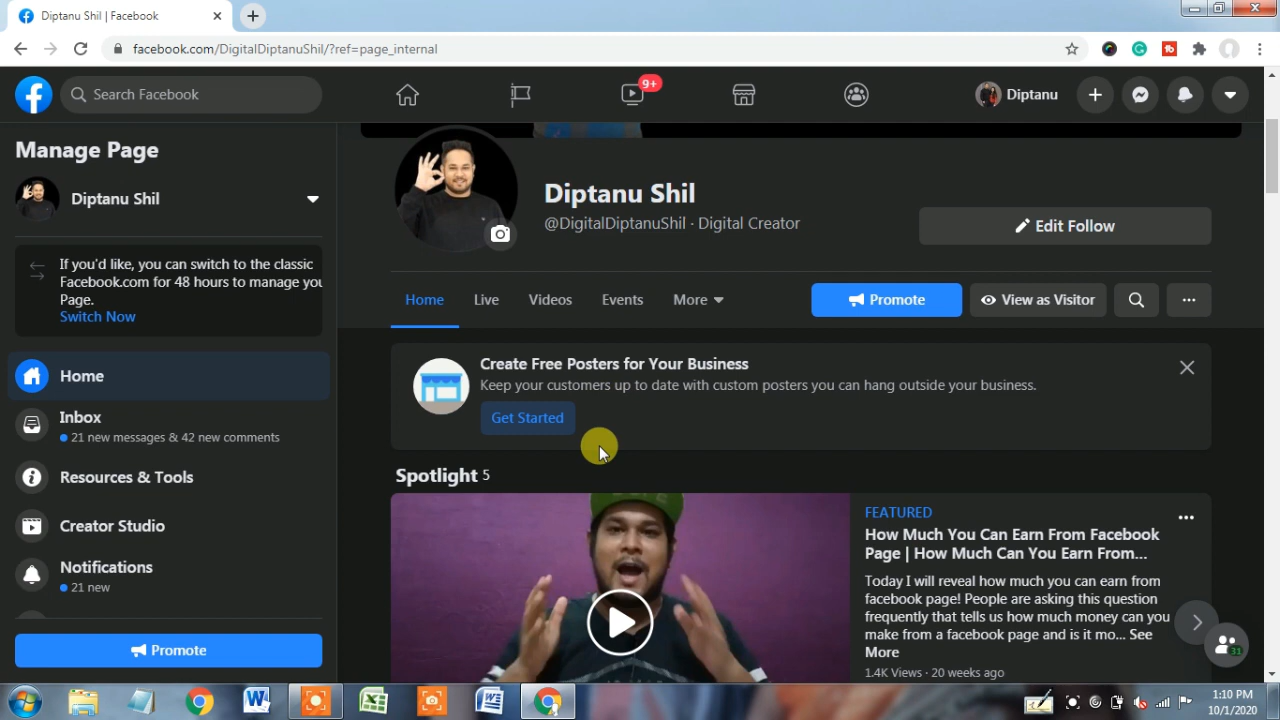 Diptanu Shil | Facebook
facebook.com/DigitalDiptanuShil/?ref=page_internal
Search Facebook
9+
Diptanu
Manage Page
Diptanu Shil
If you'd like, you can switch to the classic
Facebook.com for 48 hours to manage you
Page.
Switch Now
Home
Inbox
21 new messages & 42 new comments
Resources & Tools
Creator Studio
Notifications
21 new
Promote
Diptanu Shil
@DigitalDiptanuShil · Digital Creator
Edit Follow
Home
Live
Videos
Events
More
Promote
View as Visitor
Create Free Posters for Your Business
Keep your customers up to date with custom posters you can hang outside your business.
Get Started
Spotlight 5
FEATURED
How Much You Can Earn From Facebook
Page | How Much Can You Earn From...
Today I will reveal how much you can earn from
facebook page! People are asking this question
frequently that tells us how much money can you
make from a facebook page and is it mo... See
More
1.4K Views · 20 weeks ago
31
1:10 PM
10/1/2020